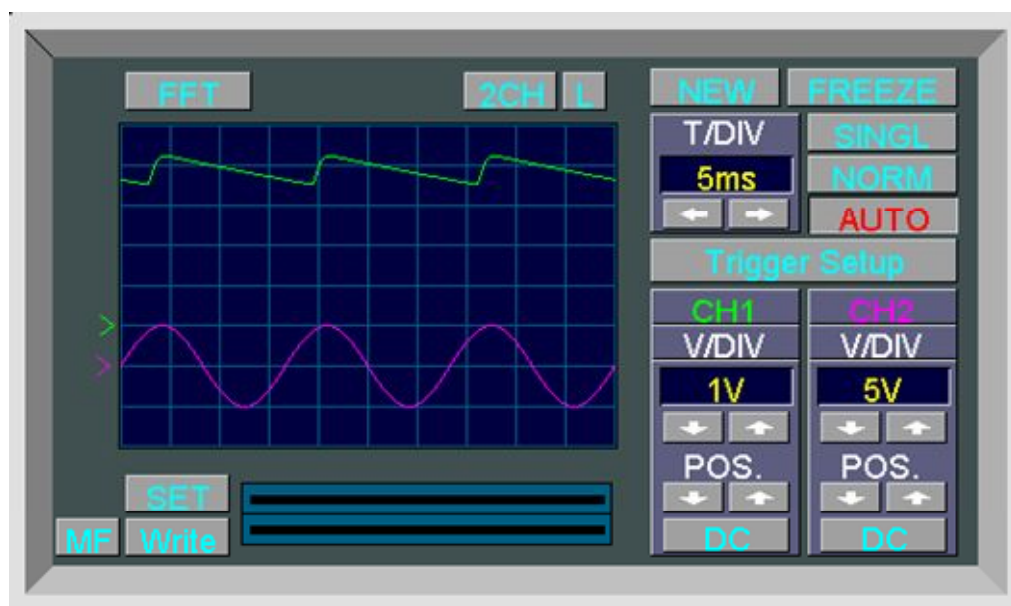 FFT 2CH L NEW FREEZE
T/DIV SINGL
5ms NORM
AUTO
Trigger Setup
CH1 CH2
V/DIV V/DIV
1V 5V
POS. POS.
SET
MF Write DC DC